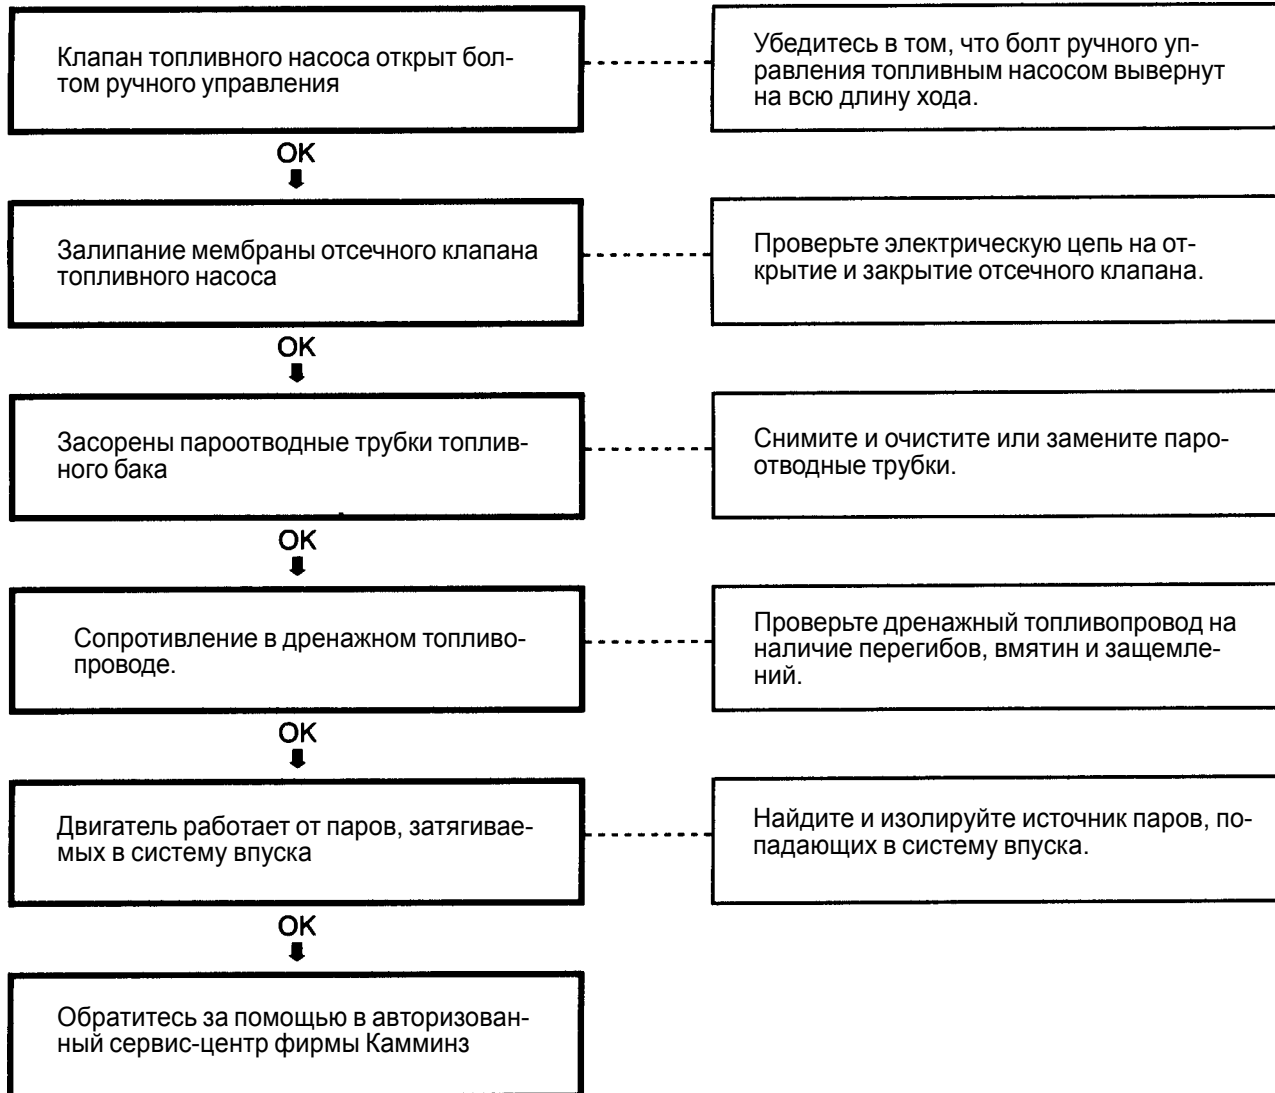 Клапан топливного насоса открыт бол-
том ручного управления
Убедитесь в том, что болт ручного уп-
равления топливным насосом вывернут
на всю длину хода.
OK
Залипание мембраны отсечного клапана
топливного насоса
Проверьте электрическую цепь на от-
крытие и закрытие отсечного клапана.
OK
Засорены пароотводные трубки топлив-
ного бака
Снимите и очистите или замените паро-
отводные трубки.
OK
Сопротивление в дренажном топливо-
проводе.
Проверьте дренажный топливопровод на
наличие перегибов, вмятин и защемле-
ний.
OK
Двигатель работает от паров, затягивае-
мых в систему впуска
Найдите и изолируйте источник паров, по-
падающих в систему впуска.
OK
Обратитесь за помощью в авторизован-
ный сервис-центр фирмы Камминз